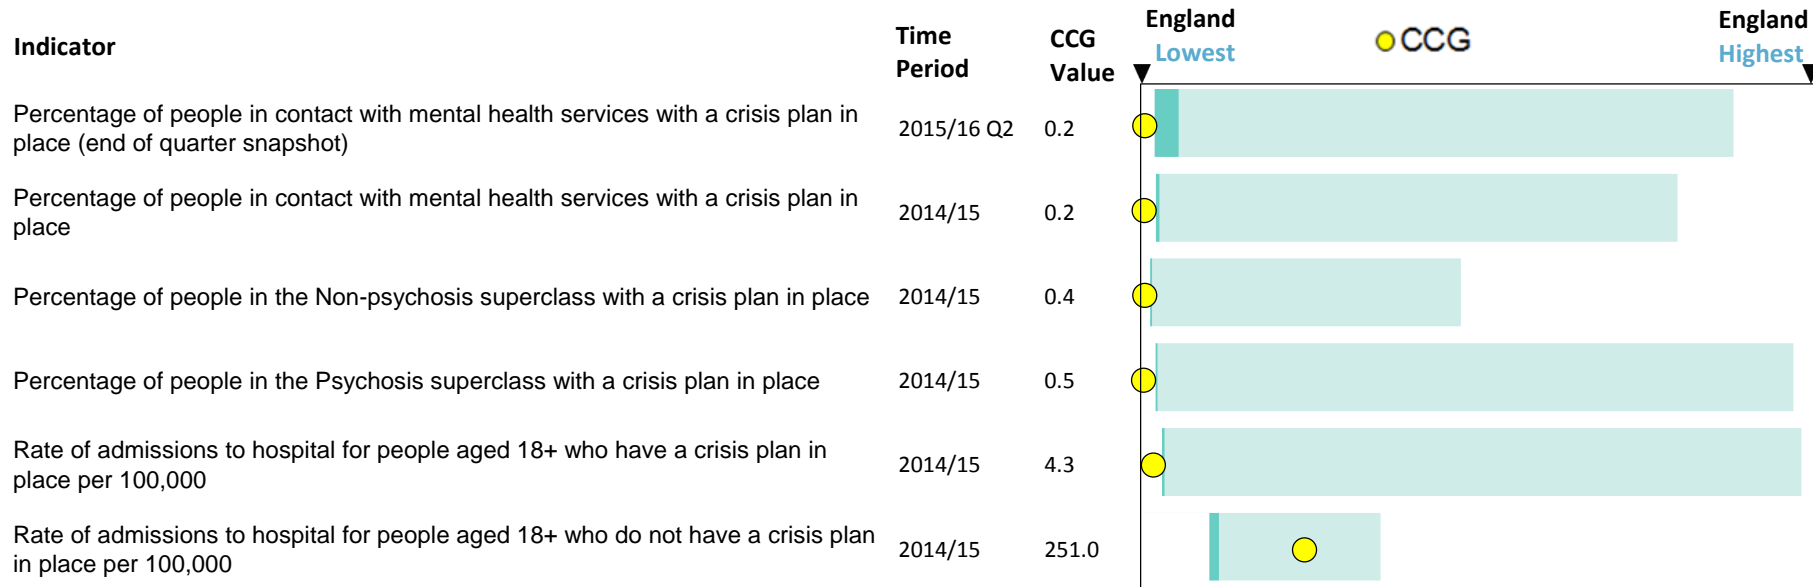 Indicator
Time
Period
CCG
Value
England
Lowest
CCG
England
Highest
Percentage of people in contact with mental health services with a crisis plan in
place (end of quarter snapshot)
2015/16 Q2
0.2
Percentage of people in contact with mental health services with a crisis plan in
place
2014/15
0.2
Percentage of people in the Non-psychosis superclass with a crisis plan in place
2014/15
0.4
Percentage of people in the Psychosis superclass with a crisis plan in place
2014/15
0.5
Rate of admissions to hospital for people aged 18+ who have a crisis plan in
place per 100,000
2014/15
4.3
Rate of admissions to hospital for people aged 18+ who do not have a crisis plan
in place per 100,000
2014/15
251.0